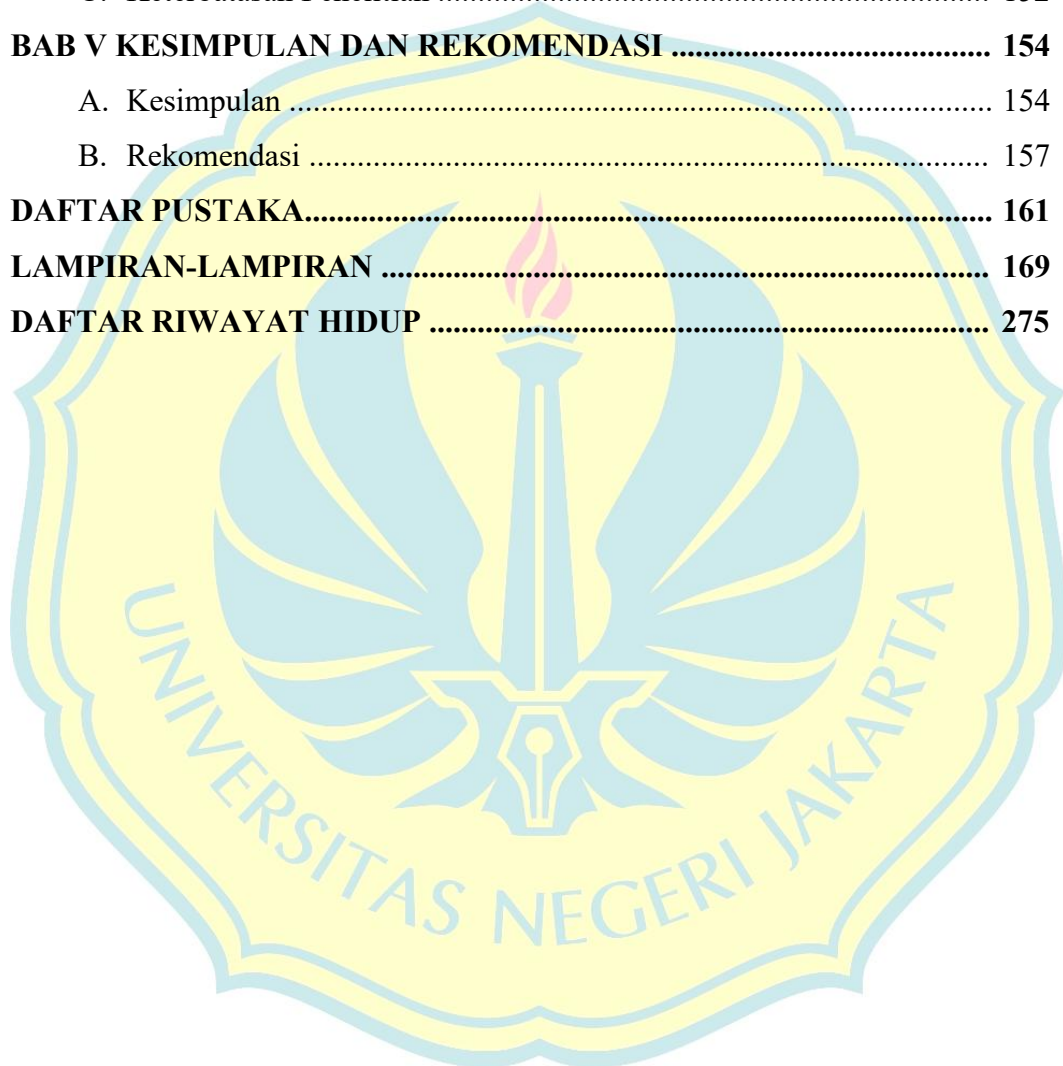 BAB V KESIMPULAN DAN REKOMENDASI ..................................... 154
A. Kesimpulan .................................................................................... 154
B. Rekomendasi ................................................................................. 157
DAFTAR PUSTAKA.................................................................................. 161
LAMPIRAN-LAMPIRAN ........................................................................ 169
DAFTAR RIWAYAT HIDUP .................................................................. 275
UNIVERSITAS NEGERI JAKARTA